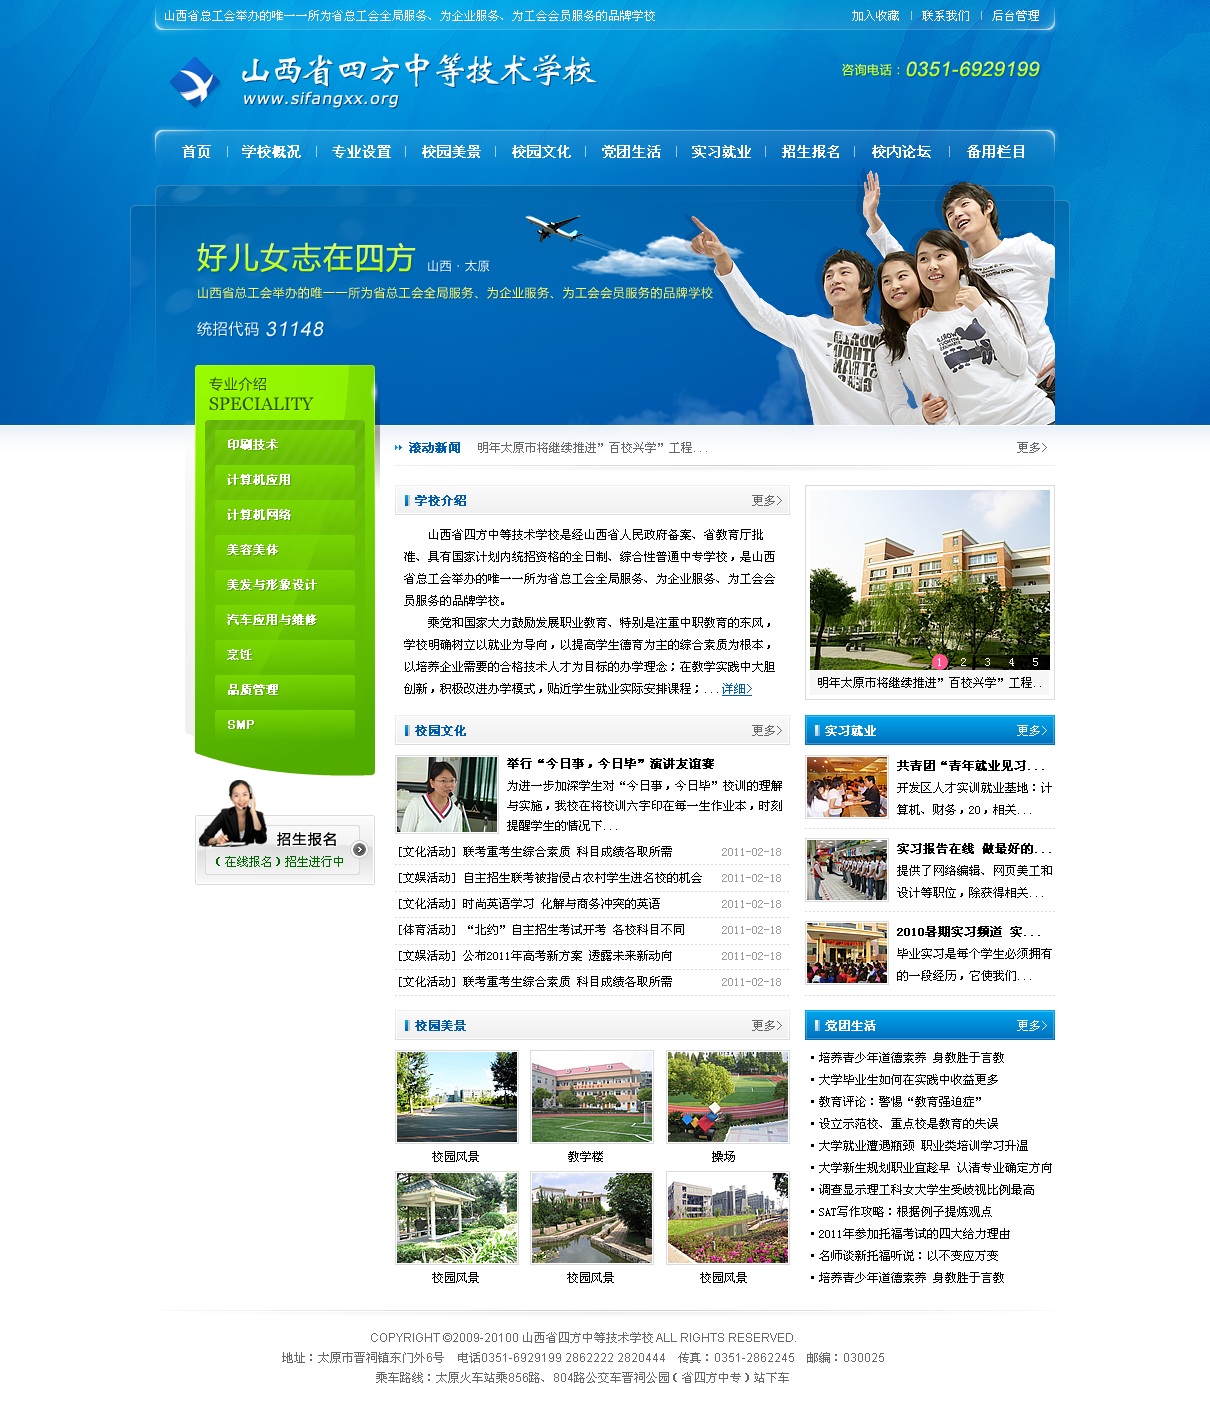 山西省总工会举办的唯一一所为省总工会全局服务、为企业服务、为工会会员服务的品牌学校
加入收藏 | 联系我们 | 后台管理
山西省四方中等技术学校
www.sifangxx.org
咨询电话：0351-6929199
首页 | 学校概况 | 专业设置 | 校园美景 | 校园文化 | 党团生活 | 实习就业 | 招生报名 | 校内论坛 | 备用栏目
好儿女志在四方 山西·太原
山西省总工会举办的唯一一所为省总工会全局服务、为企业服务、为工会会员服务的品牌学校
统招代码 31148
专业介绍
SPECIALITY
印刷技术
计算机应用
计算机网络
美容美体
美发与形象设计
汽车应用与维修
烹饪
品质管理
SMP
招生报名
（在线报名）招生进行中
滚动新闻 明年太原市将继续推进”百校兴学”工程...
更多>
学校介绍 更多>
山西省四方中等技术学校是经山西省人民政府备案、省教育厅批
准、具有国家计划内统招资格的全日制、综合性普通中专学校，是山西
省总工会举办的唯一一所为省总工会全局服务、为企业服务、为工会会
员服务的品牌学校。
乘党和国家大力鼓励发展职业教育、特别是注重中职教育的东风，
学校明确树立以就业为导向，以提高学生德育为主的综合素质为根本，
以培养企业需要的合格技术人才为目标的办学理念；在教学实践中大胆
创新，积极改进办学模式，贴近学生就业实际安排课程；...详细>
1 2 3 4 5
明年太原市将继续推进”百校兴学”工程..
校园文化 更多>
举行“今日事，今日毕”演讲友谊赛
为进一步加深学生对“今日事，今日毕”校训的理解
与实施，我校在将校训六字印在每一生作业本，时刻
提醒学生的情况下...
[文化活动] 联考重考生综合素质 科目成绩各取所需 2011-02-18
[文娱活动] 自主招生联考被指侵占农村学生进名校的机会 2011-02-18
[文化活动] 时尚英语学习 化解与商务冲突的英语 2011-02-18
[体育活动] “北约”自主招生考试开考 各校科目不同 2011-02-18
[文娱活动] 公布2011年高考新方案 透露未来新动向 2011-02-18
[文化活动] 联考重考生综合素质 科目成绩各取所需 2011-02-18
实习就业 更多>
共青团“青年就业见习...
开发区人才实训就业基地：计
算机、财务，20，相关...
实习报告在线 做最好的...
提供了网络编辑、网页美工和
设计等职位，除获得相关...
2010暑期实习频道 实...
毕业实习是每个学生必须拥有
的一段经历，它使我们...
校园美景 更多>
校园风景 教学楼 操场
校园风景 校园风景 校园风景
党团生活 更多>
培养青少年道德素养 身教胜于言教
大学毕业生如何在实践中收益更多
教育评论：警惕“教育强迫症”
设立示范校、重点校是教育的失误
大学就业遭遇瓶颈 职业类培训学习升温
大学新生规划职业宜趁早 认清专业确定方向
调查显示理工科女大学生受歧视比例最高
SAT写作攻略：根据例子提炼观点
2011年参加托福考试的四大给力理由
名师谈新托福听说：以不变应万变
培养青少年道德素养 身教胜于言教
COPYRIGHT ©2009-20100 山西省四方中等技术学校 ALL RIGHTS RESERVED.
地址：太原市晋祠镇东门外6号 电话0351-6929199 2862222 2820444 传真：0351-2862245 邮编：030025
乘车路线：太原火车站乘856路、804路公交车晋祠公园（省四方中专）站下车